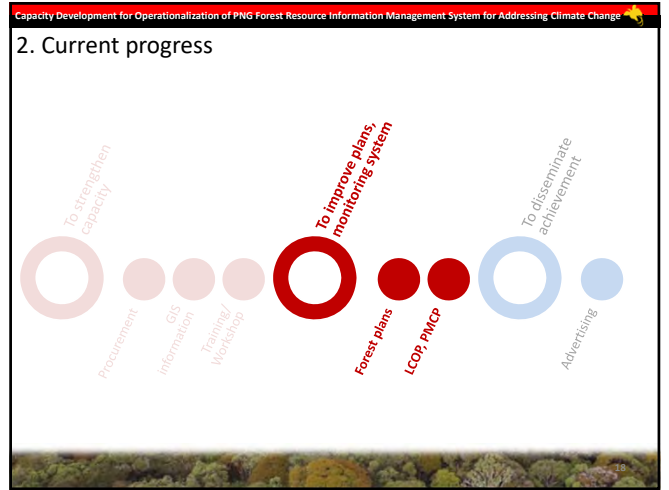 Capacity Development for Operationalization of PNG Forest Resource Information Management System for Addressing Climate Change
2. Current progress
To strengthen
capacity
Procurement
GIS
information
Training/
Workshop
To improve plans,
monitoring system
Forest plans
LCOP, PMCP
To disseminate
achievement
Advertising
18